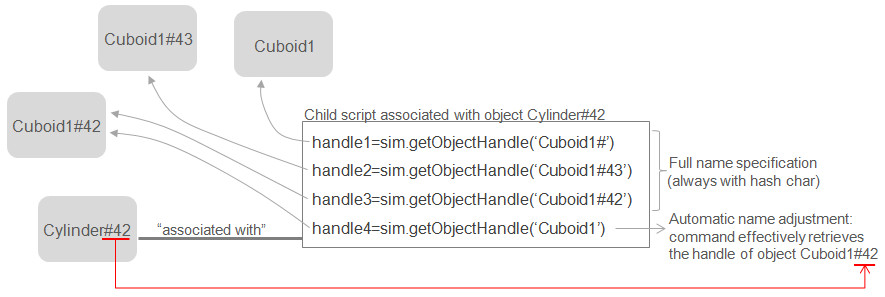 Cuboid1#43
Cuboid1
Cuboid1#42
Child script associated with object Cylinder#42
handle1=sim.getObjectHandle(‘Cuboid1#’)
handle2=sim.getObjectHandle(‘Cuboid1#43’)
handle3=sim.getObjectHandle(‘Cuboid1#42’)
handle4=sim.getObjectHandle(‘Cuboid1’)
Full name specification
(always with hash char)
Cylinder#42
“associated with”
Automatic name adjustment:
command effectively retrieves
the handle of object Cuboid1#42